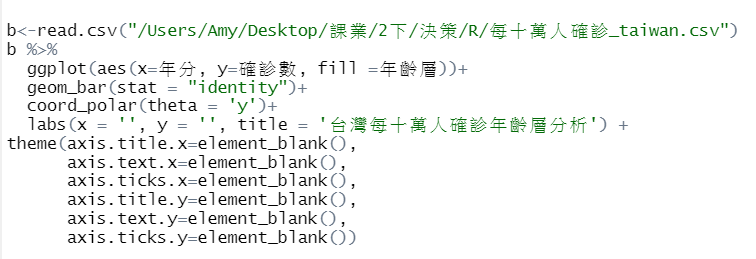 b<-read.csv("/Users/Amy/Desktop/課業/2下/決策/R/每十萬人確診_taiwan.csv")
b %>%
  ggplot(aes(x=年分, y=確診數, fill =年齡層))+
  geom_bar(stat = "identity")+
  coord_polar(theta = 'y')+
  labs(x = '', y = '', title = '台灣每十萬人確診年齡層分析') +
theme(axis.title.x=element_blank(),
      axis.text.x=element_blank(),
      axis.ticks.x=element_blank(),
      axis.title.y=element_blank(),
      axis.text.y=element_blank(),
      axis.ticks.y=element_blank())